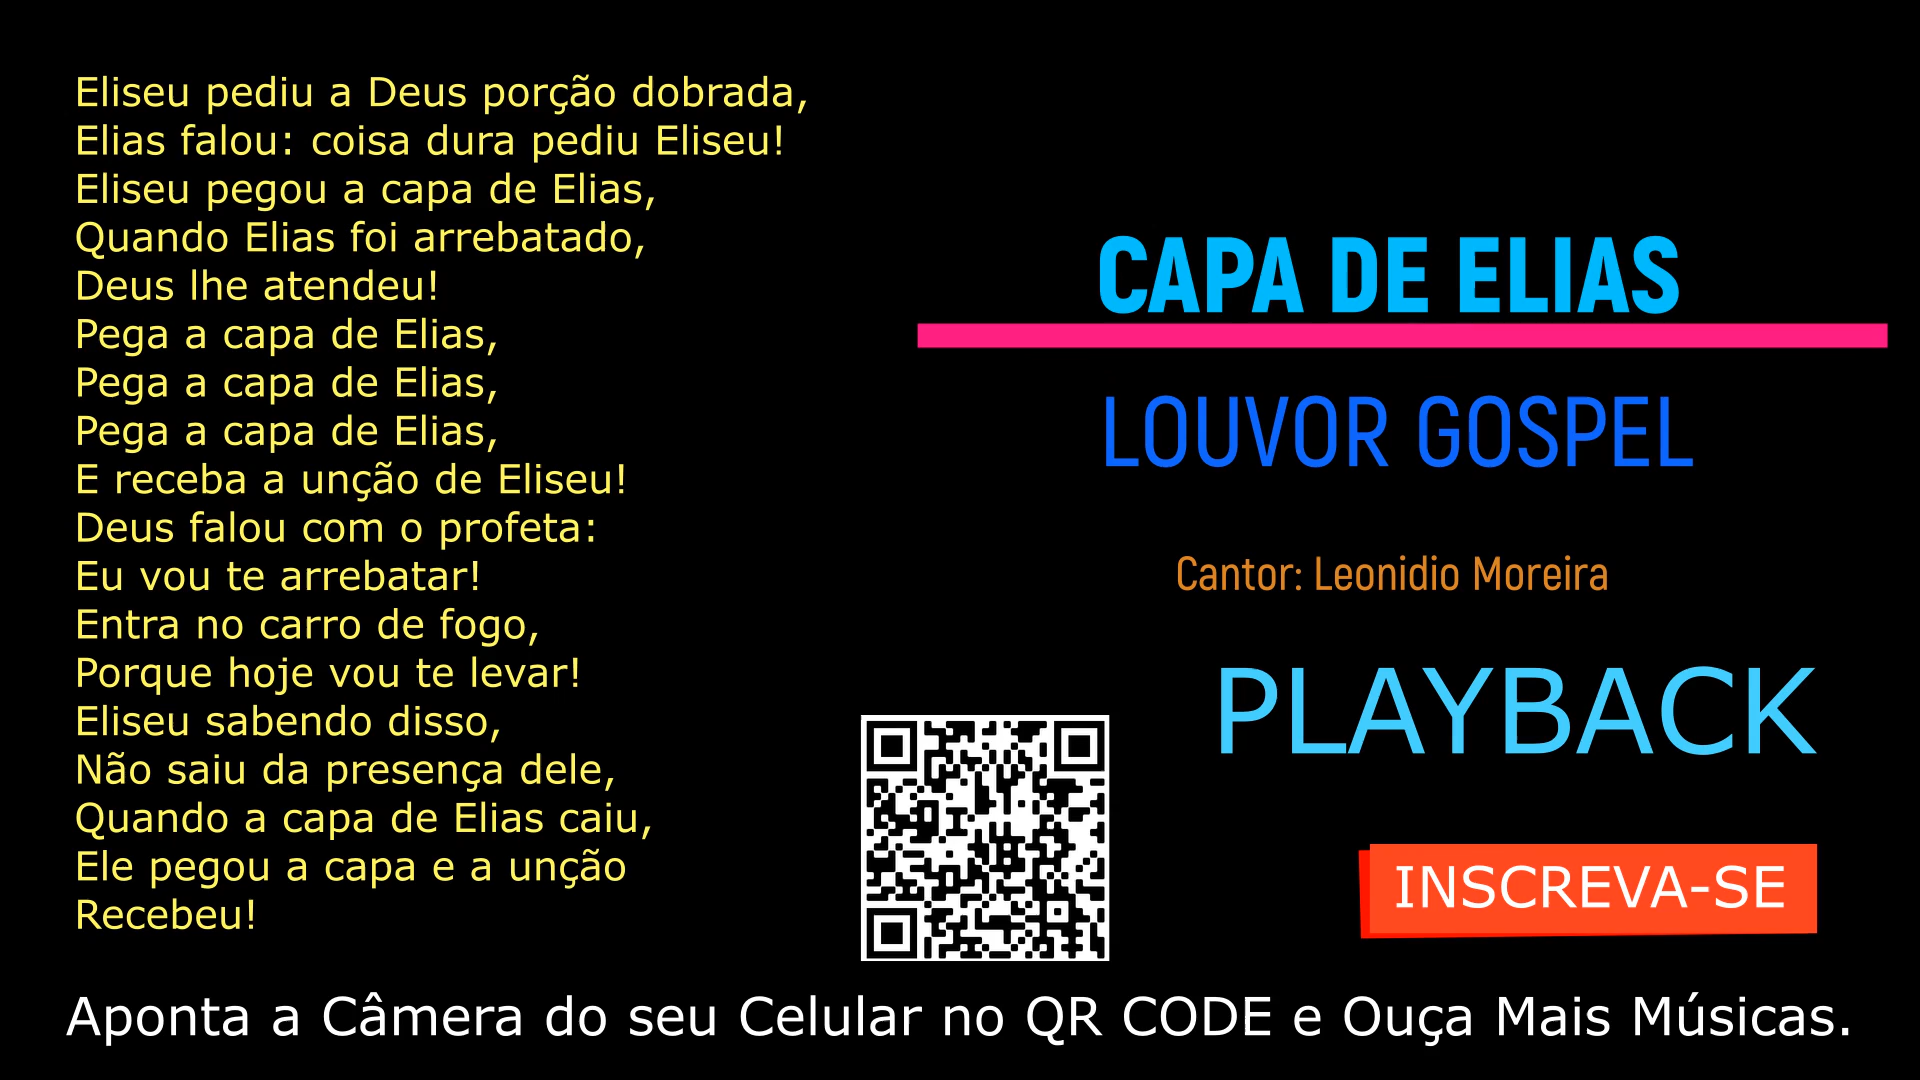 Eliseu pediu a Deus porção dobrada,
Elias falou: coisa dura pediu Eliseu!
Eliseu pegou a capa de Elias,
Quando Elias foi arrebatado,
Deus lhe atendeu!
Pega a capa de Elias,
Pega a capa de Elias,
Pega a capa de Elias,
E receba a unção de Eliseu!
Deus falou com o profeta:
Eu vou te arrebatar!
Entra no carro de fogo,
Porque hoje vou te levar!
Eliseu sabendo disso,
Não saiu da presença dele,
Quando a capa de Elias caiu,
Ele pegou a capa e a unção
Recebeu!
CAPA DE ELIAS
LOUVOR GOSPEL
Cantor: Leonidio Moreira
PLAYBACK
INSCREVA-SE
Aponta a Câmera do seu Celular no QR CODE e Ouça Mais Músicas.